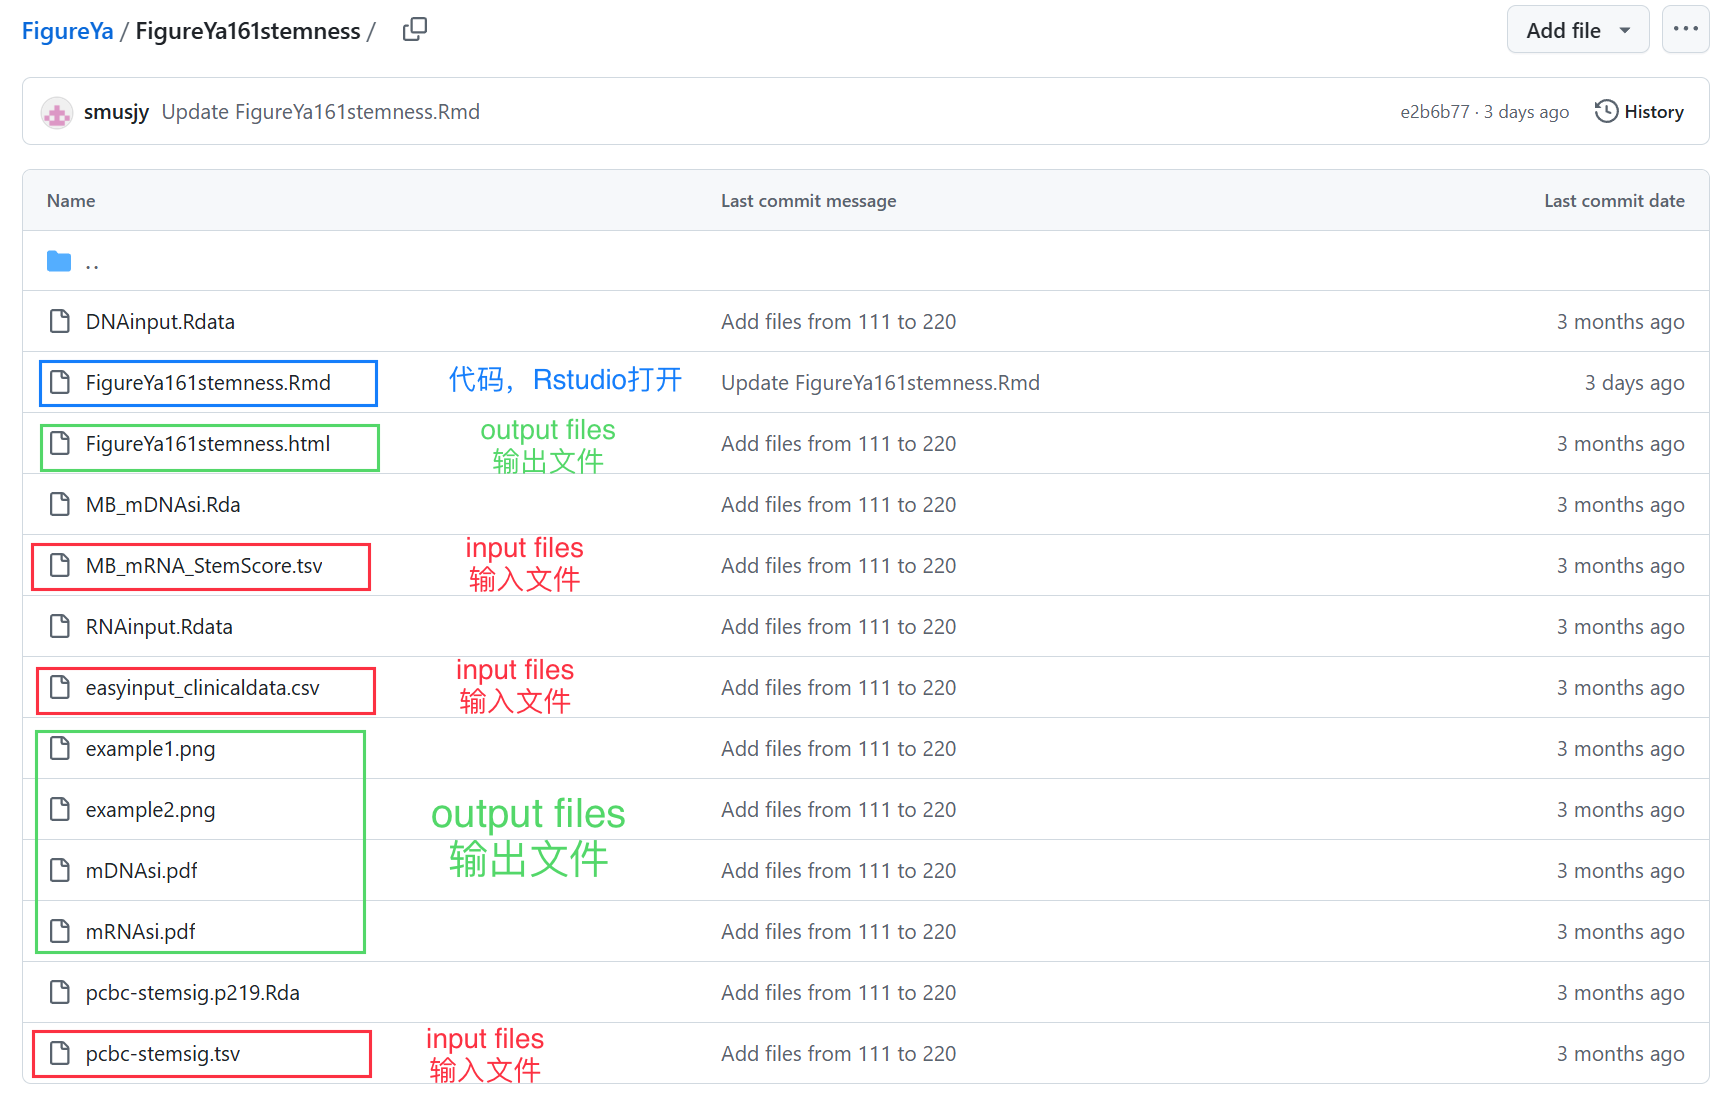 FigureYa / FigureYa161stemness /
Add file
smusjy Update FigureYa161stemness.Rmd
e2b6b77 · 3 days ago
History
Name Last commit message Last commit date
..
DNAinput.Rdata Add files from 111 to 220 3 months ago
FigureYa161stemness.Rmd 代码，Rstudio打开 Update FigureYa161stemness.Rmd 3 days ago
output files
FigureYa161stemness.html Add files from 111 to 220 3 months ago
输出文件
MB_mDNAsi.Rda Add files from 111 to 220 3 months ago
input files
MB_mRNA_StemScore.tsv Add files from 111 to 220 3 months ago
输入文件
RNAinput.Rdata Add files from 111 to 220 3 months ago
input files
easyinput_clinicaldata.csv Add files from 111 to 220 3 months ago
输入文件
example1.png Add files from 111 to 220 3 months ago
example2.png output files Add files from 111 to 220 3 months ago
输出文件
mDNAsi.pdf Add files from 111 to 220 3 months ago
mRNAsi.pdf Add files from 111 to 220 3 months ago
pcbc-stemsig.p219.Rda Add files from 111 to 220 3 months ago
input files
pcbc-stemsig.tsv Add files from 111 to 220 3 months ago
输入文件